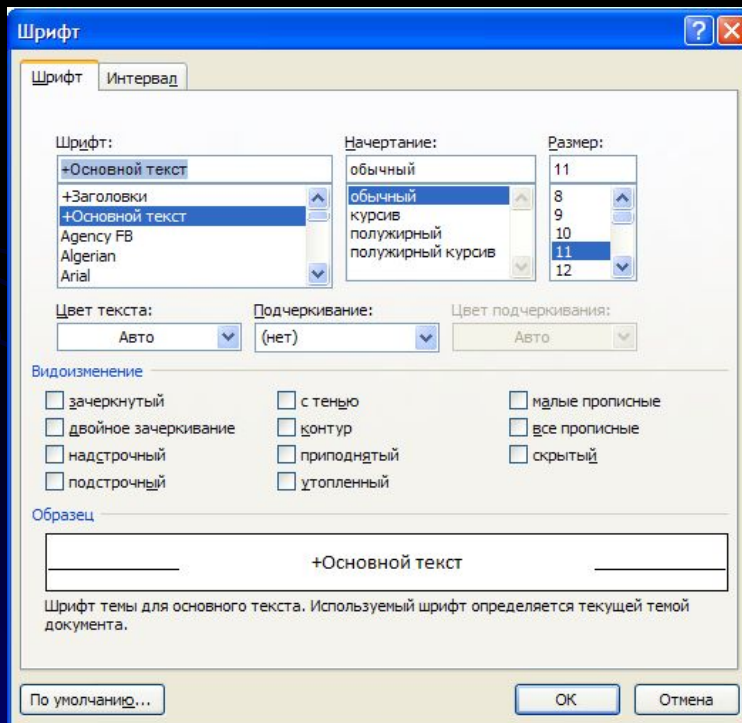 Шрифт
Шрифт Интервал
Шрифт: Начертание: Размер:
+Основной текст обычный 11
+Заголовки обычный 8
+Основной текст курсив 9
Agency FB полужирный 10
Algerian полужирный курсив 11
Arial 12
Цвет текста: Подчеркивание: Цвет подчеркивания:
Авто (нет) Авто
Видоизменение
зачеркнутый с тенью малые прописные
двойное зачеркивание контур все прописные
надстрочный приподнятый скрытый
подстрочный утопленный
Образец
+Основной текст
Шрифт темы для основного текста. Используемый шрифт определяется текущей темой
документа.
По умолчанию... ОК Отмена